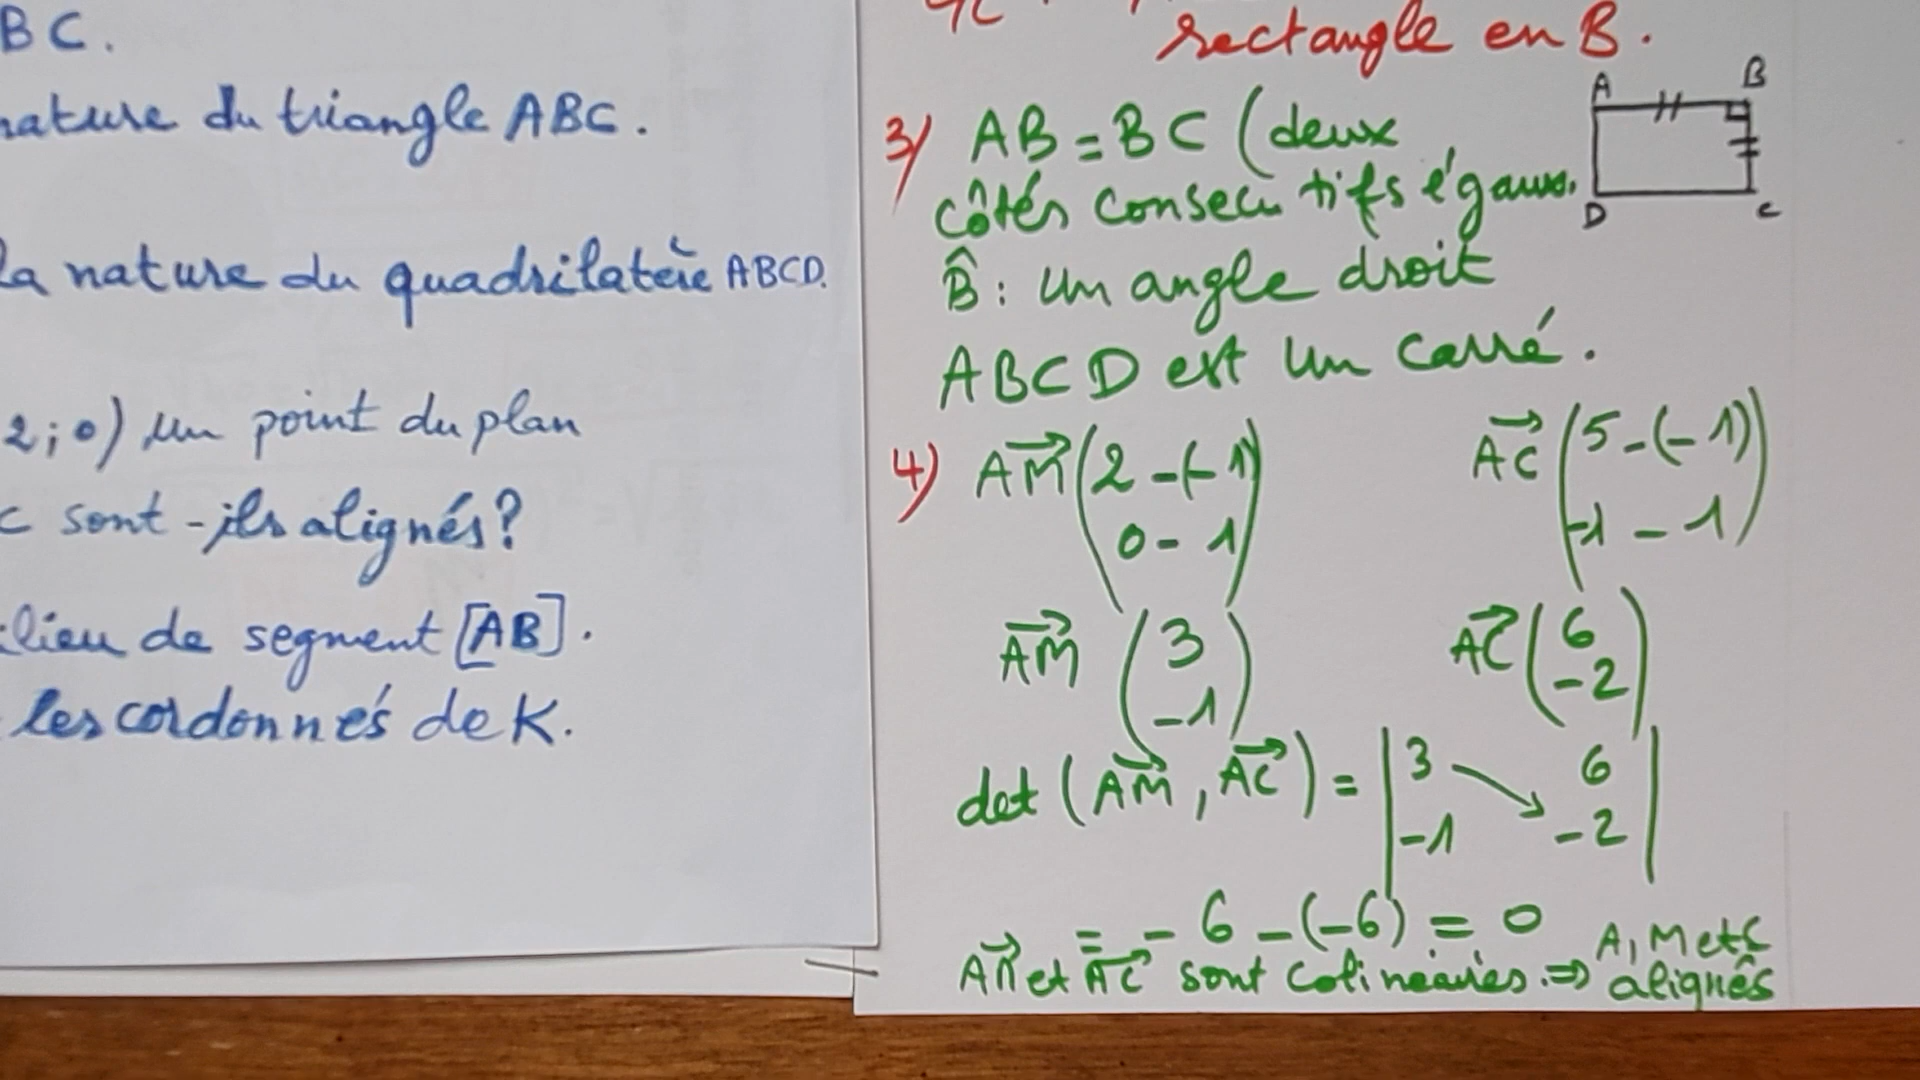 BC.
nature du triangle ABC.
la nature du quadrilatère ABCD.
2;0) un point du plan
C sont-ils alignés?
lieu de segment [AB].
les cordonnés de K.
rectangle en B.
3/ AB = BC (deux
côtés consecutifs égaux.
B̂ : un angle droit
ABCD est un carré.
A B
D C
4) AM→ (2 -(-1) AC→ (5-(-1))
0 - 1) -1 - 1)
AM→ (3 AC→ (6
-1) -2)
det (AM→, AC→) = |3 ↘ 6|
|-1 -2|
= - 6 -(-6) = 0
AM→ et AC→ sont colinéaires. ⇒ A, M et C
alignés